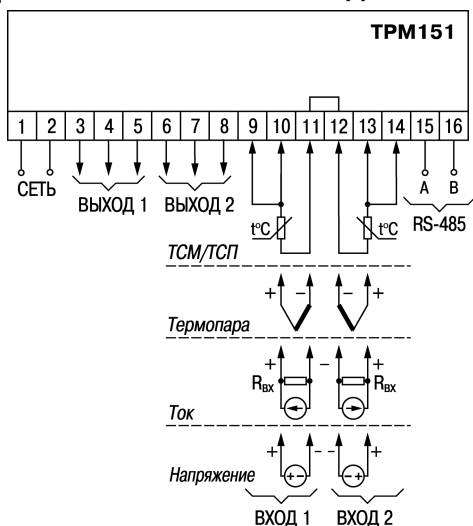 ТРМ151
1 2 3 4 5 6 7 8 9 10 11 12 13 14 15 16
СЕТЬ
ВЫХОД 1
ВЫХОД 2
A
B
RS-485
t°C
t°C
ТСМ/ТСП
+ − − +
Термопара
+ − +
Rвх
Rвх
Ток
+ + − − − + +
Напряжение
ВХОД 1
ВХОД 2